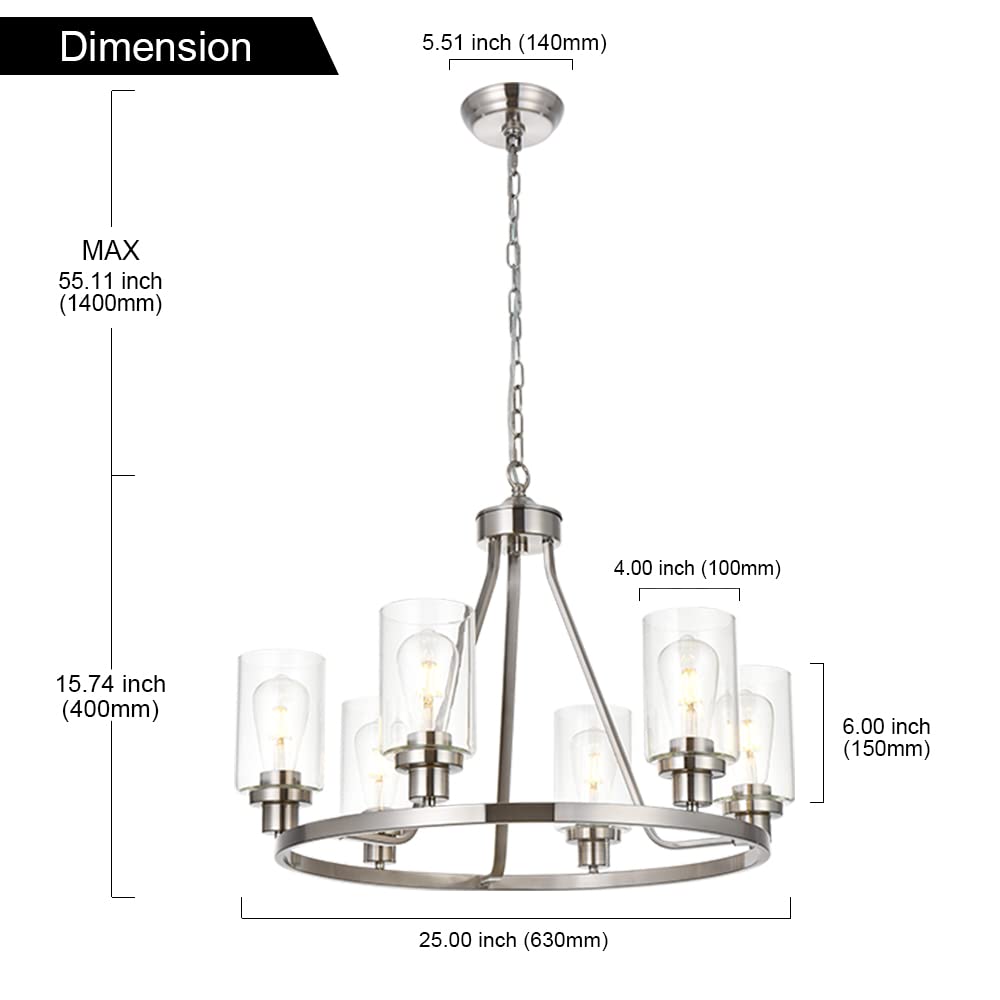 Dimension
5.51 inch (140mm)
MAX
55.11 inch
(1400mm)
4.00 inch (100mm)
15.74 inch
(400mm)
6.00 inch
(150mm)
25.00 inch (630mm)